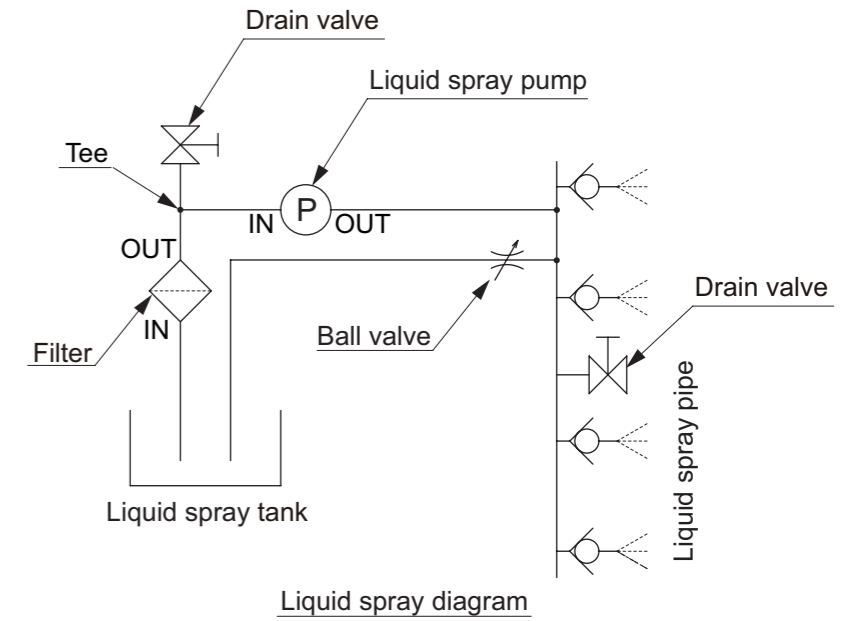 Drain valve
Liquid spray pump
Tee
IN
P
OUT
OUT
Drain valve
Ball valve
IN
Filter
Liquid spray pipe
Liquid spray tank
Liquid spray diagram